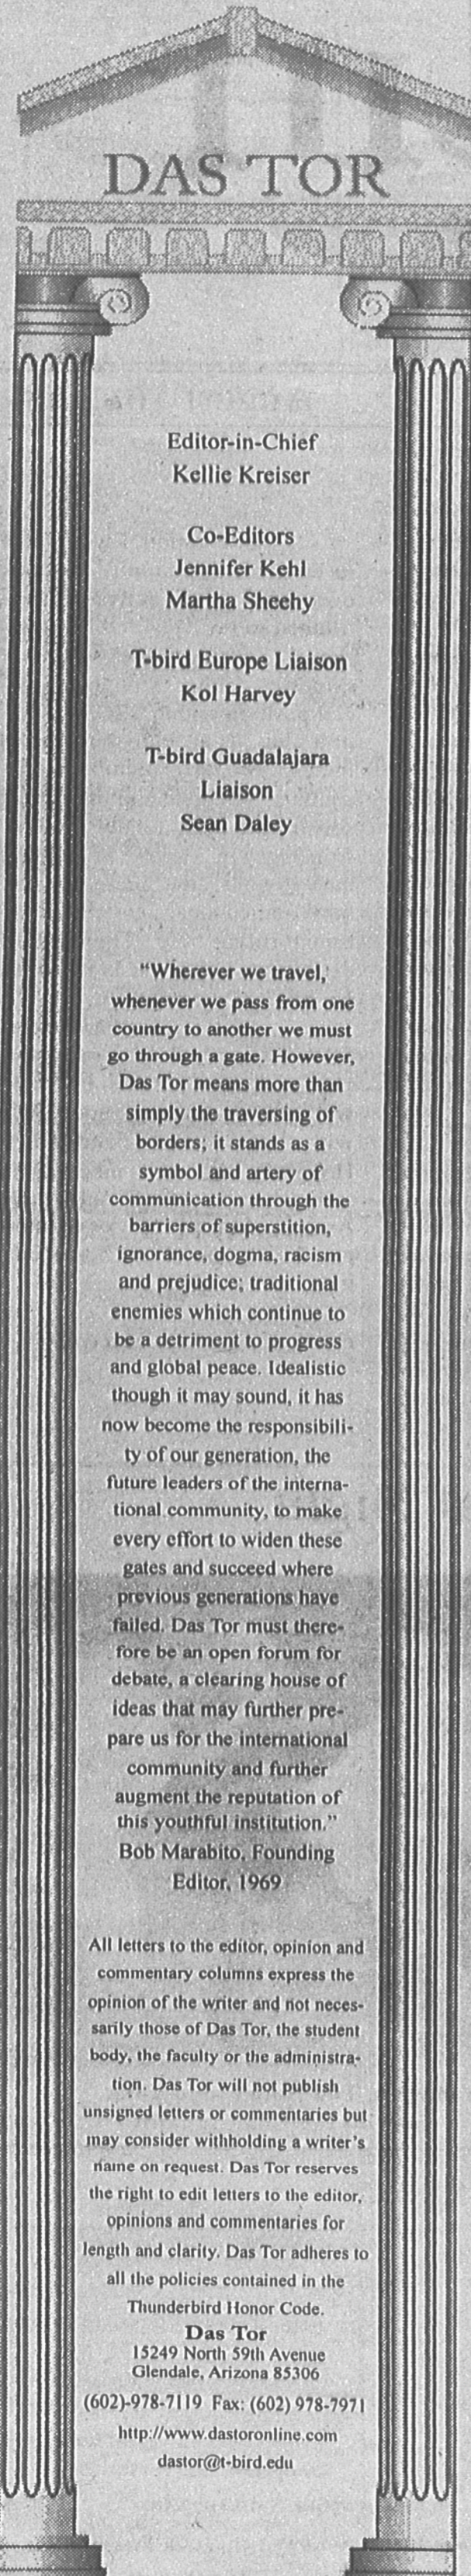 DAS TOR
Editor-in-Chief
Kellie Kreiser
Co-Editors
Jennifer Kehl
Martha Sheehy
T-bird Europe Liaison
Kol Harvey
T-bird Guadalajara
Liaison
Sean Daley
"Wherever we travel,
whenever we pass from one
country to another we must
go through a gate. However,
Das Tor means more than
simply the traversing of
borders; it stands as a
symbol and artery of
communication through the
barriers of superstition,
ignorance, dogma, racism
and prejudice; traditional
enemies which continue to
be a detriment to progress
and global peace. Idealistic
though it may sound, it has
now become the responsibili-
ty of our generation, the
future leaders of the interna-
tional community, to make
every effort to widen these
gates and succeed where
previous generations have
failed. Das Tor must there-
fore be an open forum for
debate, a clearing house of
ideas that may further pre-
pare us for the international
community and further
augment the reputation of
this youthful institution."
Bob Marabito, Founding
Editor, 1969
All letters to the editor, opinion and
commentary columns express the
opinion of the writer and not neces-
sarily those of Das Tor, the student
body, the faculty or the administra-
tion. Das Tor will not publish
unsigned letters or commentaries but
may consider withholding a writer's
name on request. Das Tor reserves
the right to edit letters to the editor,
opinions and commentaries for
length and clarity. Das Tor adheres to
all the policies contained in the
Thunderbird Honor Code.
Das Tor
15249 North 59th Avenue
Glendale, Arizona 85306
(602)-978-7119 Fax: (602) 978-7971
http://www.dastoronline.com
dastor@t-bird.edu